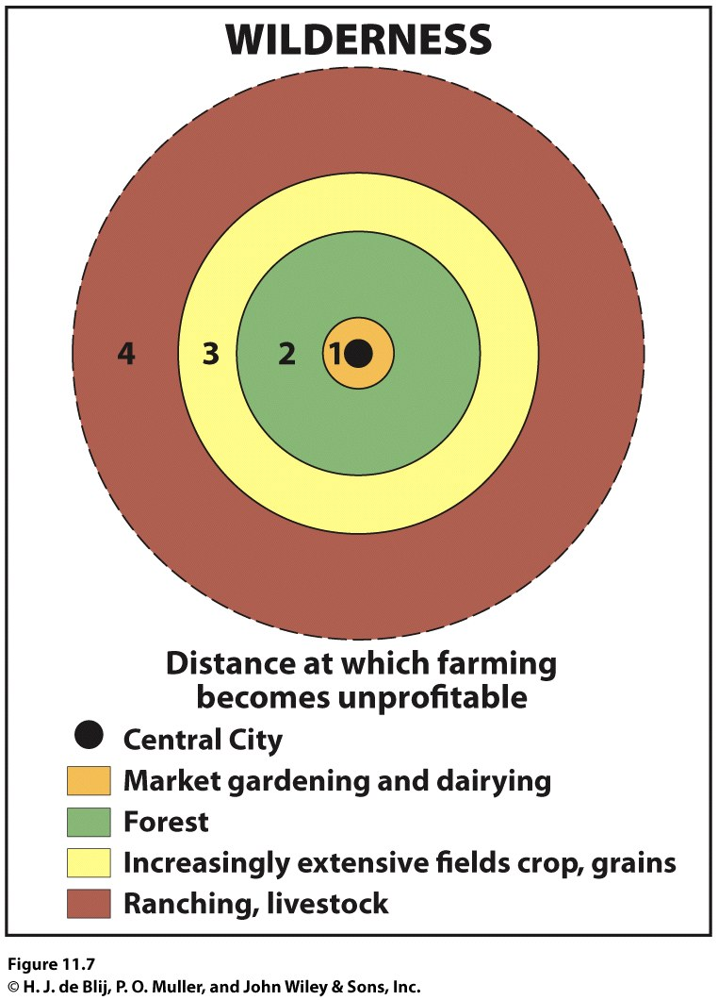 WILDERNESS
4 3 2 1
Distance at which farming
becomes unprofitable
Central City
Market gardening and dairying
Forest
Increasingly extensive fields crop, grains
Ranching, livestock
Figure 11.7
© H. J. de Blij, P. O. Muller, and John Wiley & Sons, Inc.